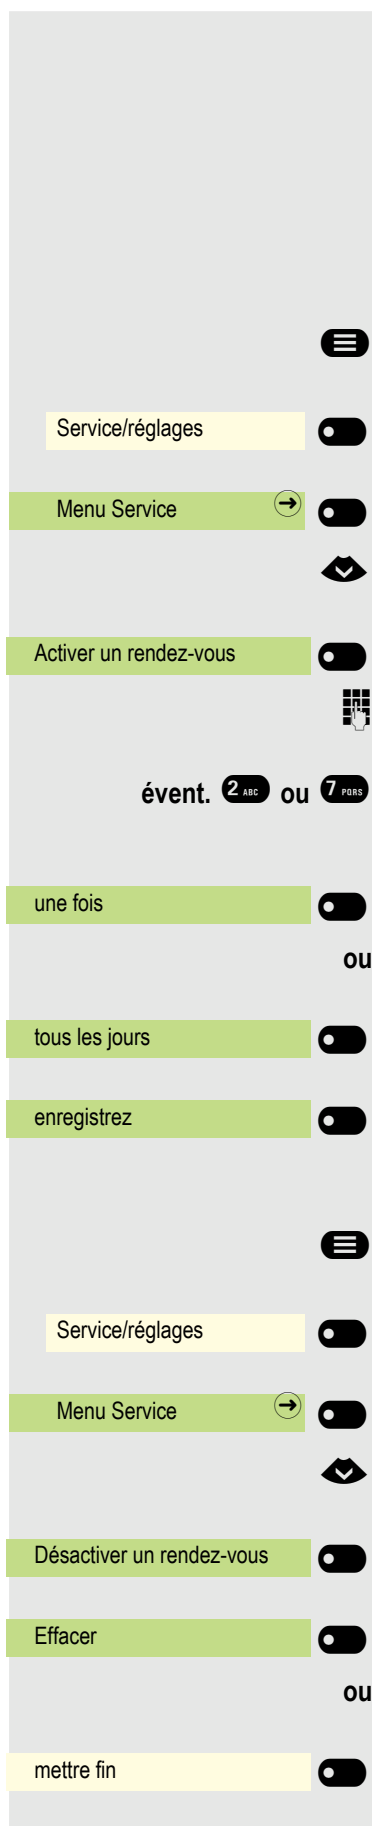 Service/réglages
Menu Service
Activer un rendez-vous
évent. 2 ABC ou 7 PQRS
une fois
ou
tous les jours
enregistrez
Service/réglages
Menu Service
Désactiver un rendez-vous
Effacer
ou
mettre fin